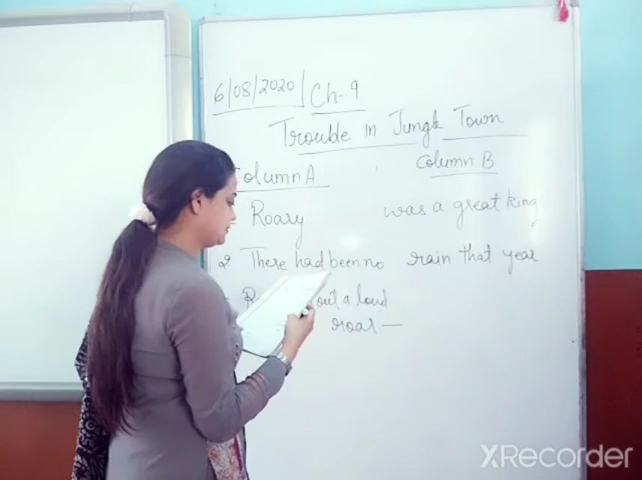 6/08/2020 Ch-9
Trouble in Jungle Town
Column A Column B
Roary was a great king
2 There had been no rain that year
out a loud
roar —
XRecorder